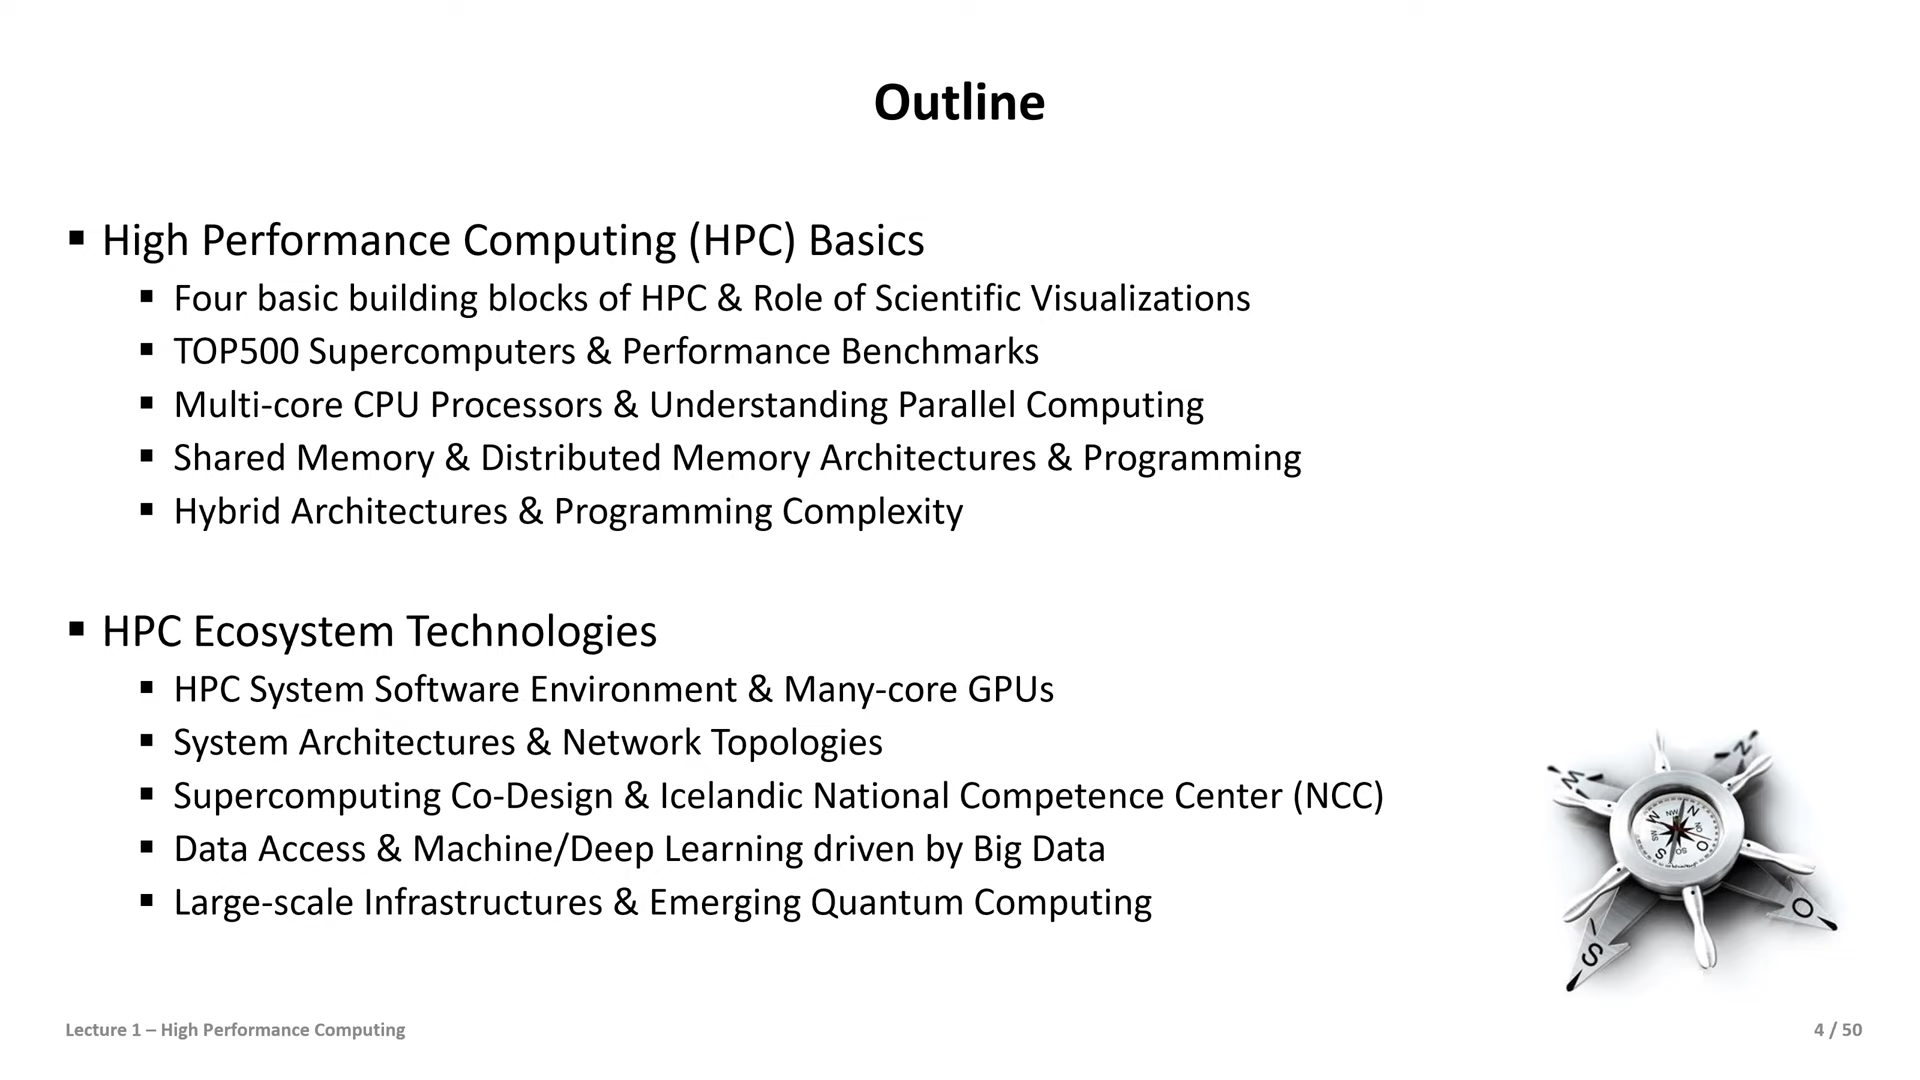 Outline
▪ High Performance Computing (HPC) Basics
▪ Four basic building blocks of HPC & Role of Scientific Visualizations
▪ TOP500 Supercomputers & Performance Benchmarks
▪ Multi-core CPU Processors & Understanding Parallel Computing
▪ Shared Memory & Distributed Memory Architectures & Programming
▪ Hybrid Architectures & Programming Complexity
▪ HPC Ecosystem Technologies
▪ HPC System Software Environment & Many-core GPUs
▪ System Architectures & Network Topologies
▪ Supercomputing Co-Design & Icelandic National Competence Center (NCC)
▪ Data Access & Machine/Deep Learning driven by Big Data
▪ Large-scale Infrastructures & Emerging Quantum Computing
N
W
N
NW
NO
W
O
SW
SO
S
O
S
Lecture 1 – High Performance Computing
4 / 50